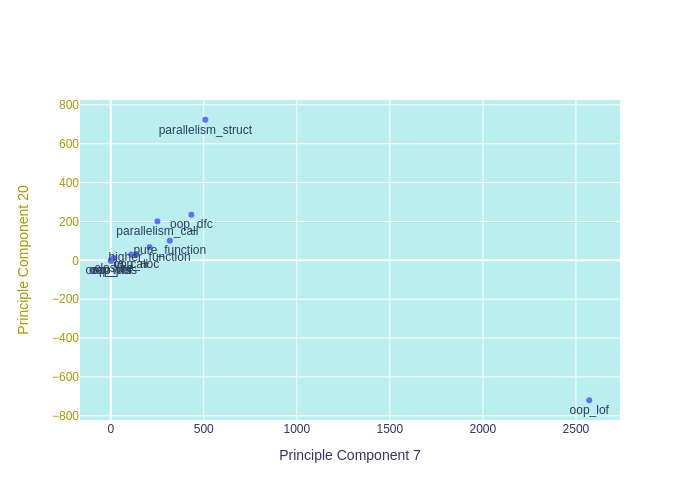 800
parallelism_struct
600
400
oop_dfc
200
parallelism_call
pure_function
higher_function
0
−200
−400
−600
oop_lof
−800
0
500
1000
1500
2000
2500
Principle Component 7
Principle Component 20